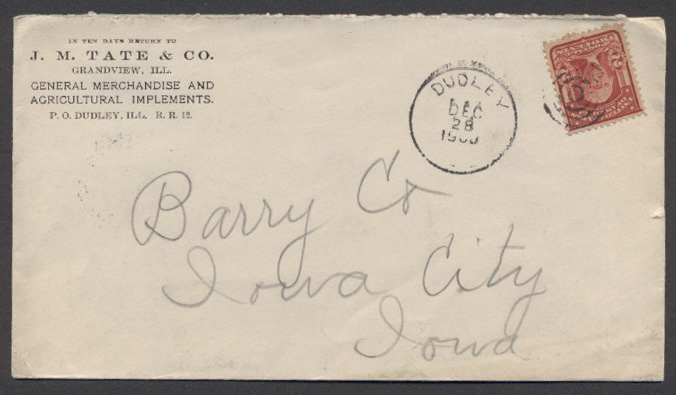 IN TEN DAYS RETURN TO
J. M. TATE & CO.
GRANDVIEW, ILL.
GENERAL MERCHANDISE AND
AGRICULTURAL IMPLEMENTS.
P. O. DUDLEY, ILL. R. R. 12.
DUDLEY
DEC
28
Barry Co
Iowa City
Iowa